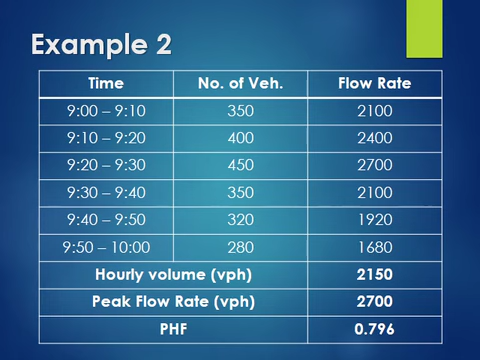 Example 2
Time No. of Veh. Flow Rate
9:00 – 9:10 350 2100
9:10 – 9:20 400 2400
9:20 – 9:30 450 2700
9:30 – 9:40 350 2100
9:40 – 9:50 320 1920
9:50 – 10:00 280 1680
Hourly volume (vph) 2150
Peak Flow Rate (vph) 2700
PHF 0.796